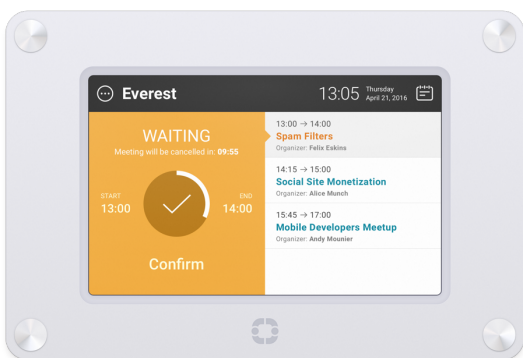 Everest
13:05 Thursday
April 21, 2016
WAITING
Meeting will be cancelled in: 09:55
START
13:00
END
14:00
Confirm
13:00 → 14:00
Spam Filters
Organizer: Felix Eskins
14:15 → 15:00
Social Site Monetization
Organizer: Alice Munch
15:45 → 17:00
Mobile Developers Meetup
Organizer: Andy Mounier